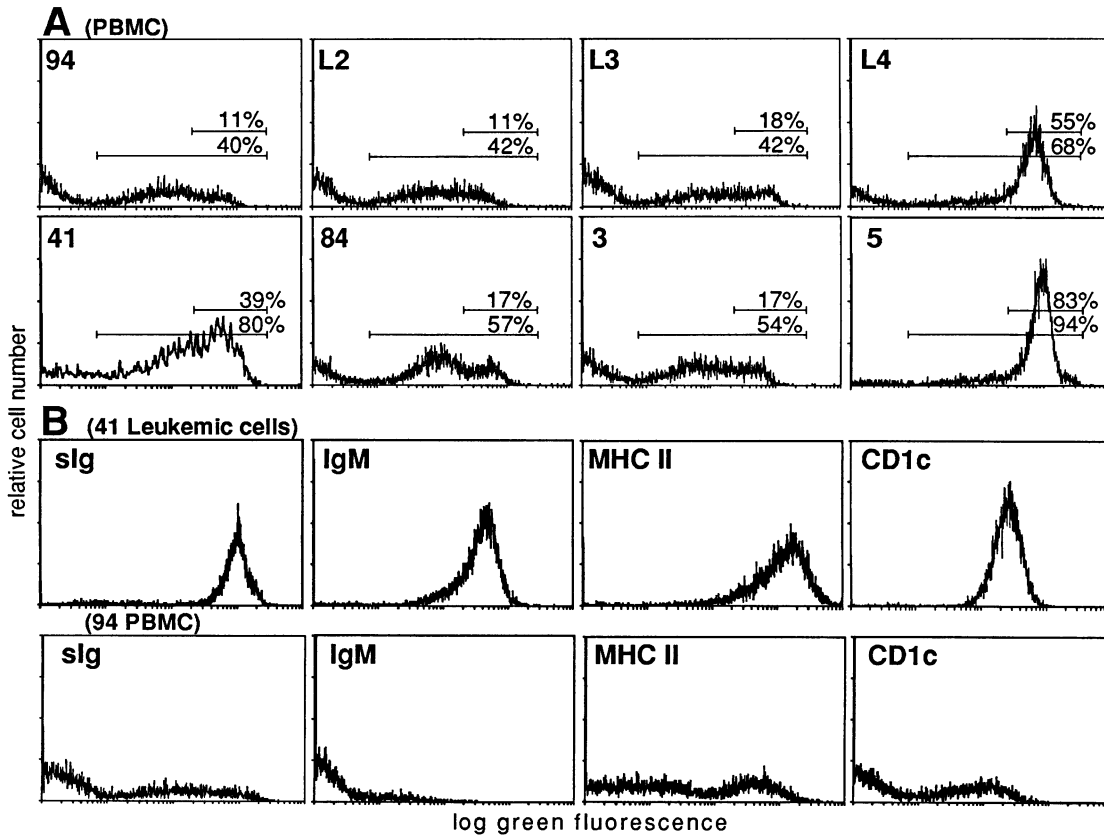 A (PBMC)
94
11%
40%
L2
11%
42%
L3
18%
42%
L4
55%
68%
41
39%
80%
84
17%
57%
3
17%
54%
5
83%
94%
relative cell number
B (41 Leukemic cells)
sIg
IgM
MHC II
CD1c
(94 PBMC)
sIg
IgM
MHC II
CD1c
log green fluorescence